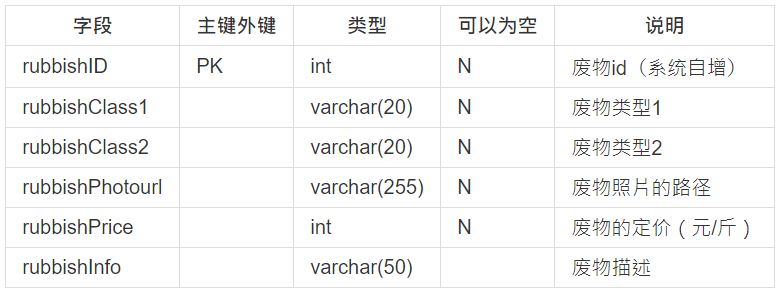 字段 主键外键 类型 可以为空 说明
rubbishID PK int N 废物id（系统自增）
rubbishClass1 varchar(20) N 废物类型1
rubbishClass2 varchar(20) N 废物类型2
rubbishPhotourl varchar(255) N 废物照片的路径
rubbishPrice int N 废物的定价（元/斤）
rubbishInfo varchar(50) 废物描述